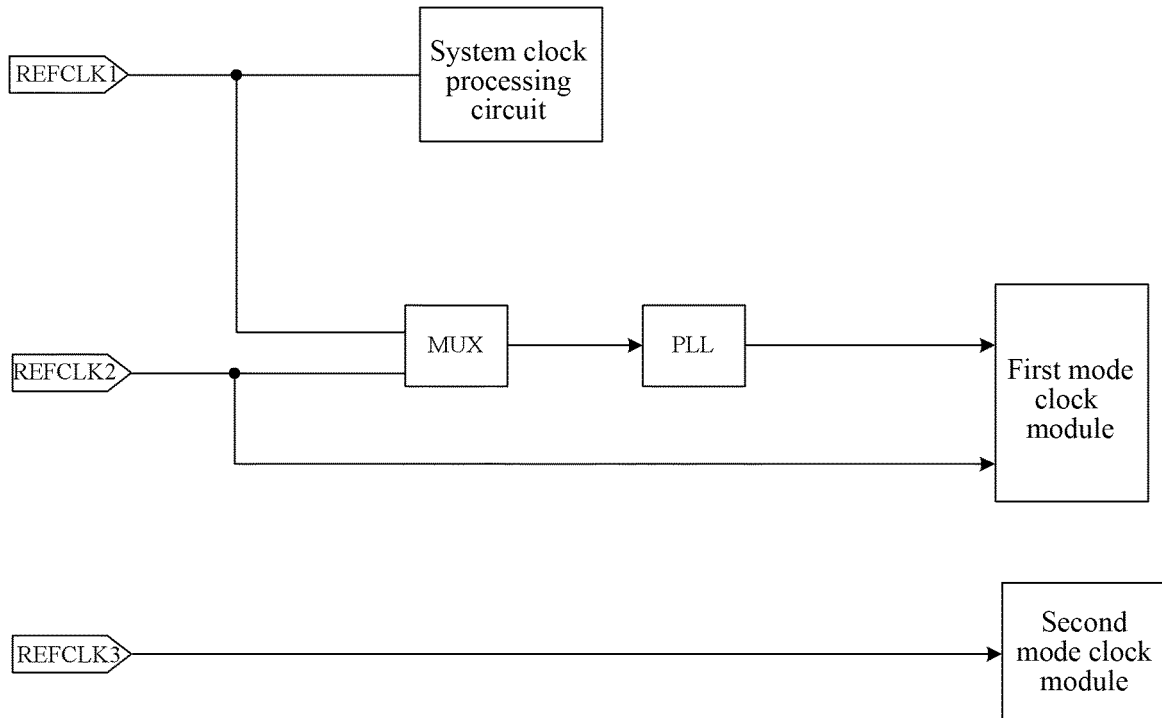 REFCLK1
System clock
processing
circuit
MUX
PLL
REFCLK2
First mode
clock
module
REFCLK3
Second
mode clock
module